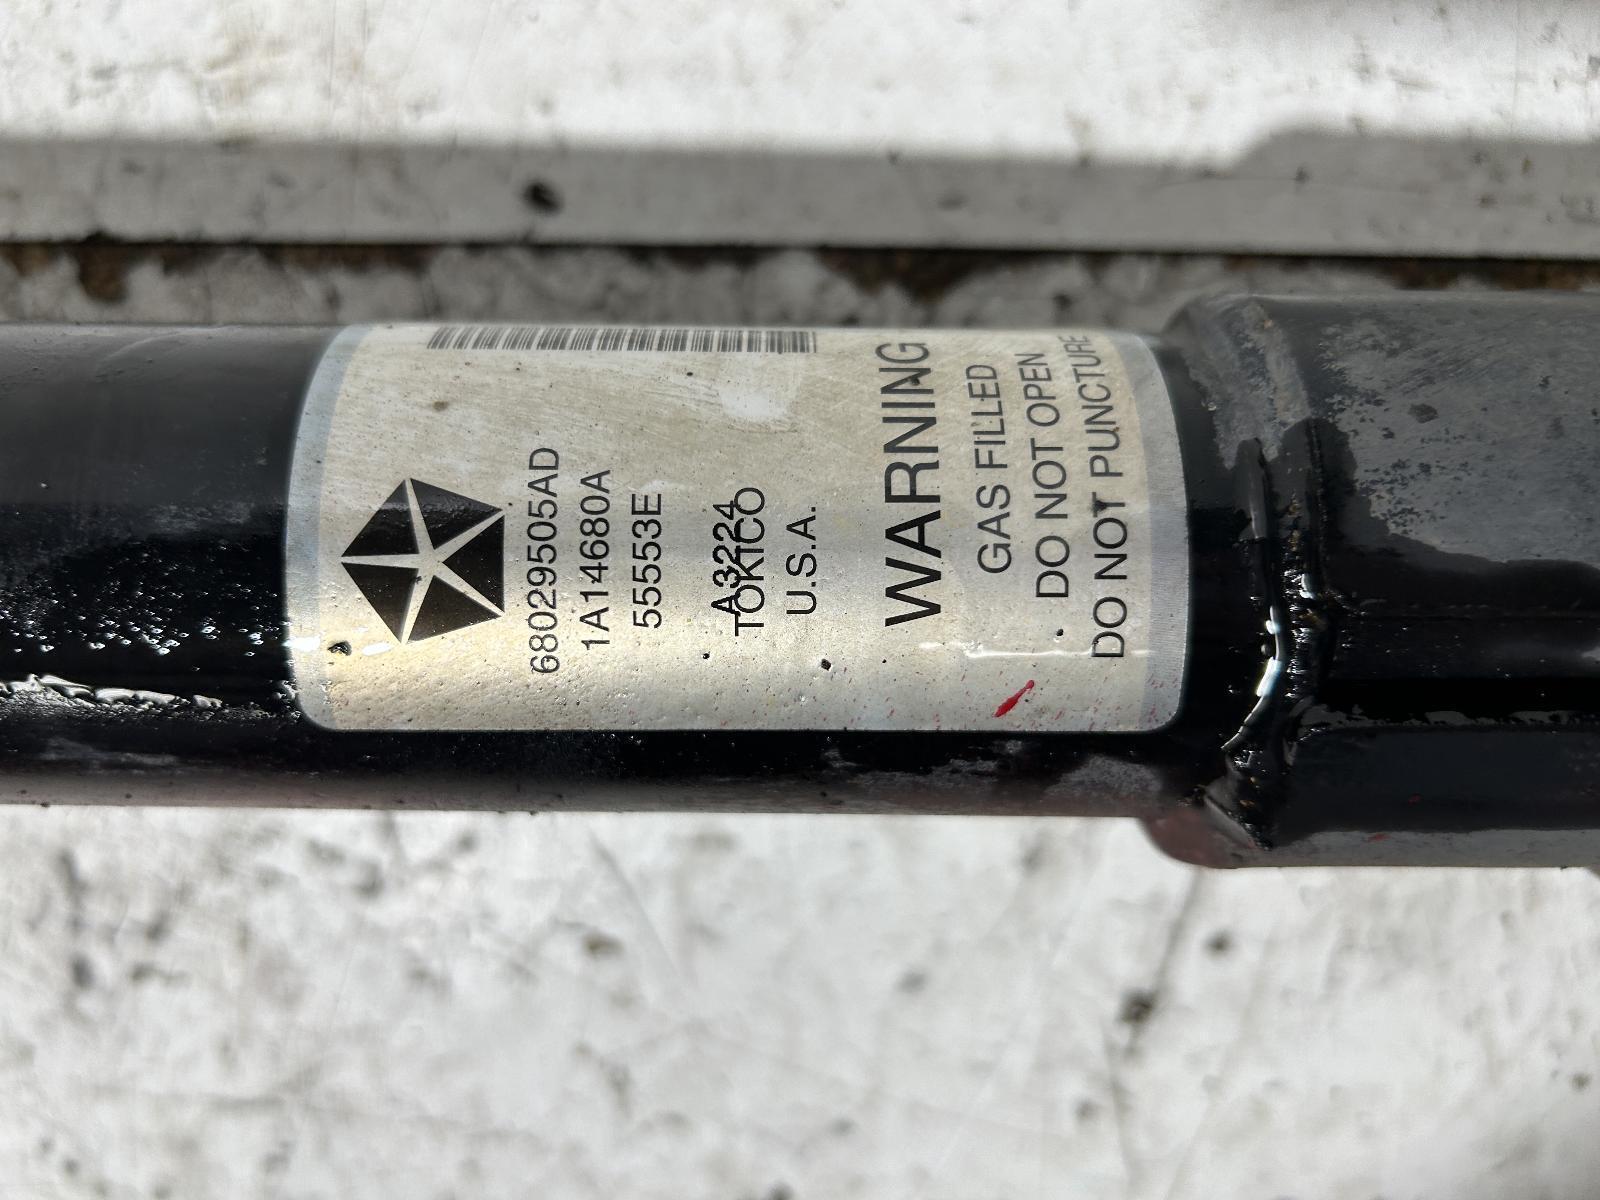 68029505AD
1A14680A
55553E
A3224
TOKICO
U.S.A.
WARNING
GAS FILLED
DO NOT OPEN
DO NOT PUNCTURE